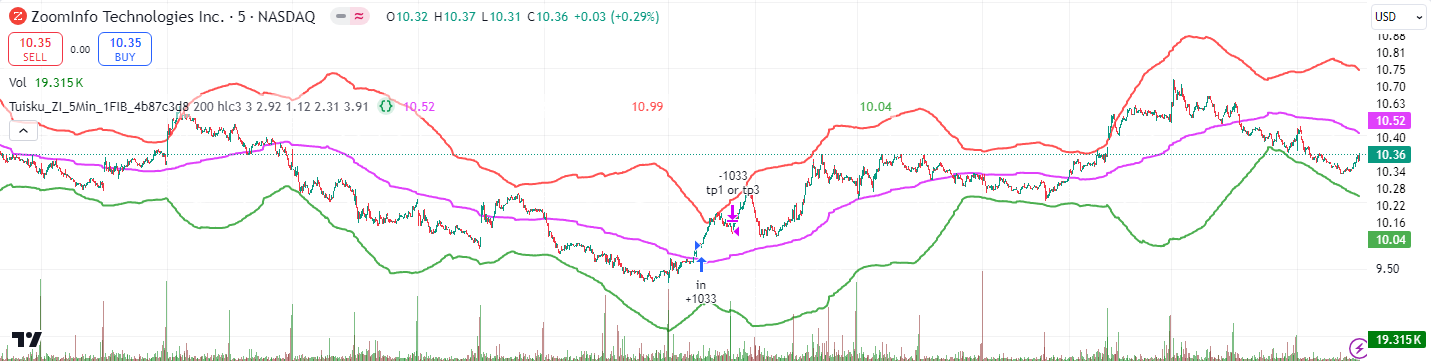 Z ZoomInfo Technologies Inc. · 5 · NASDAQ O10.32 H10.37 L10.31 C10.36 +0.03 (+0.29%)
USD
10.35 0.00 10.35
SELL BUY
Vol 19.315K
Tuisku_ZI_5Min_1FIB_4b87c3d8 200 hlc3 3 2.92 1.12 2.31 3.91 {} 10.52 10.99 10.04
-1033
tp1 or tp3
in
+1033
10.88
10.81
10.75
10.70
10.63
10.52
10.40
10.36
10.34
10.28
10.22
10.16
10.04
9.50
19.315K